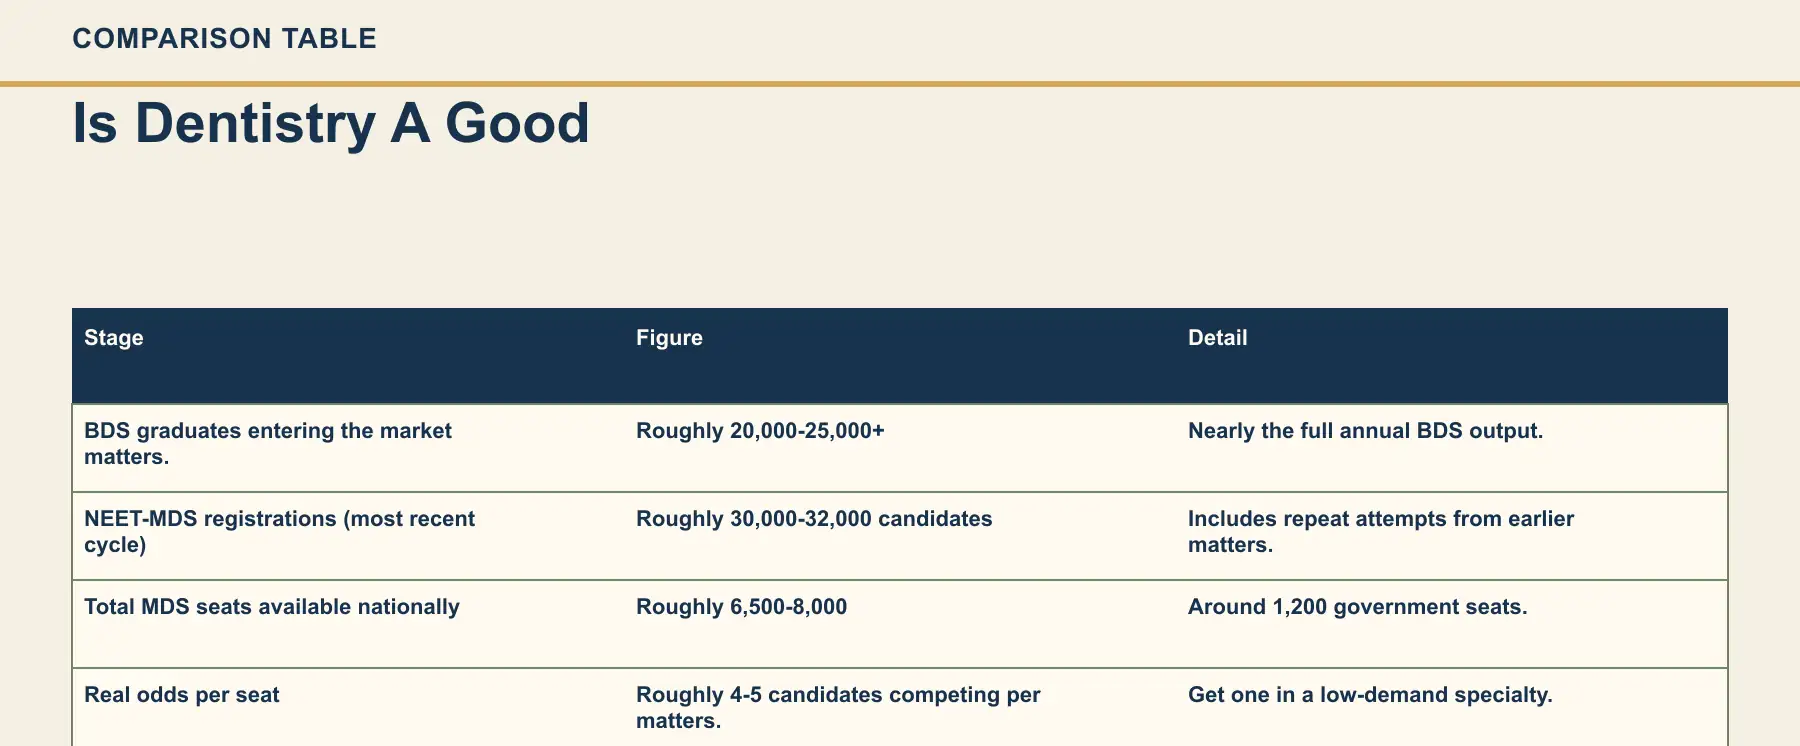 COMPARISON TABLE
Is Dentistry A Good
Stage
Figure
Detail
BDS graduates entering the market
matters.
Roughly 20,000-25,000+
Nearly the full annual BDS output.
NEET-MDS registrations (most recent
cycle)
Roughly 30,000-32,000 candidates
Includes repeat attempts from earlier
matters.
Total MDS seats available nationally
Roughly 6,500-8,000
Around 1,200 government seats.
Real odds per seat
Roughly 4-5 candidates competing per
matters.
Get one in a low-demand specialty.